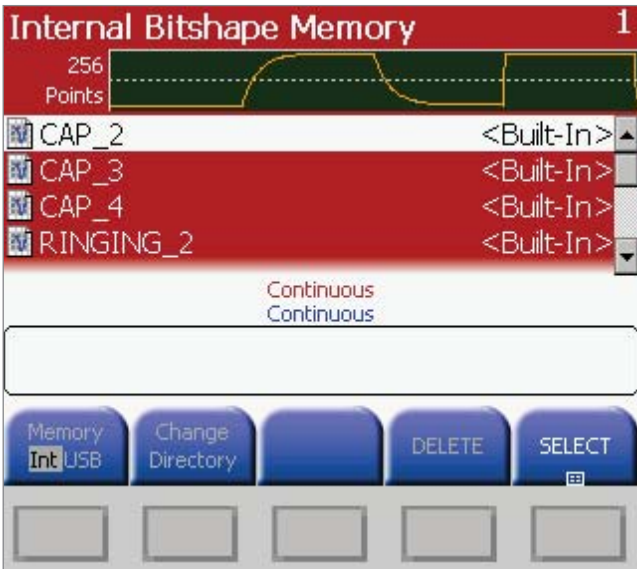 Internal Bitshape Memory 1
256
Points
CAP_2 <Built-In>
CAP_3 <Built-In>
CAP_4 <Built-In>
RINGING_2 <Built-In>
Continuous
Continuous
Memory
Int USB
Change
Directory
DELETE
SELECT